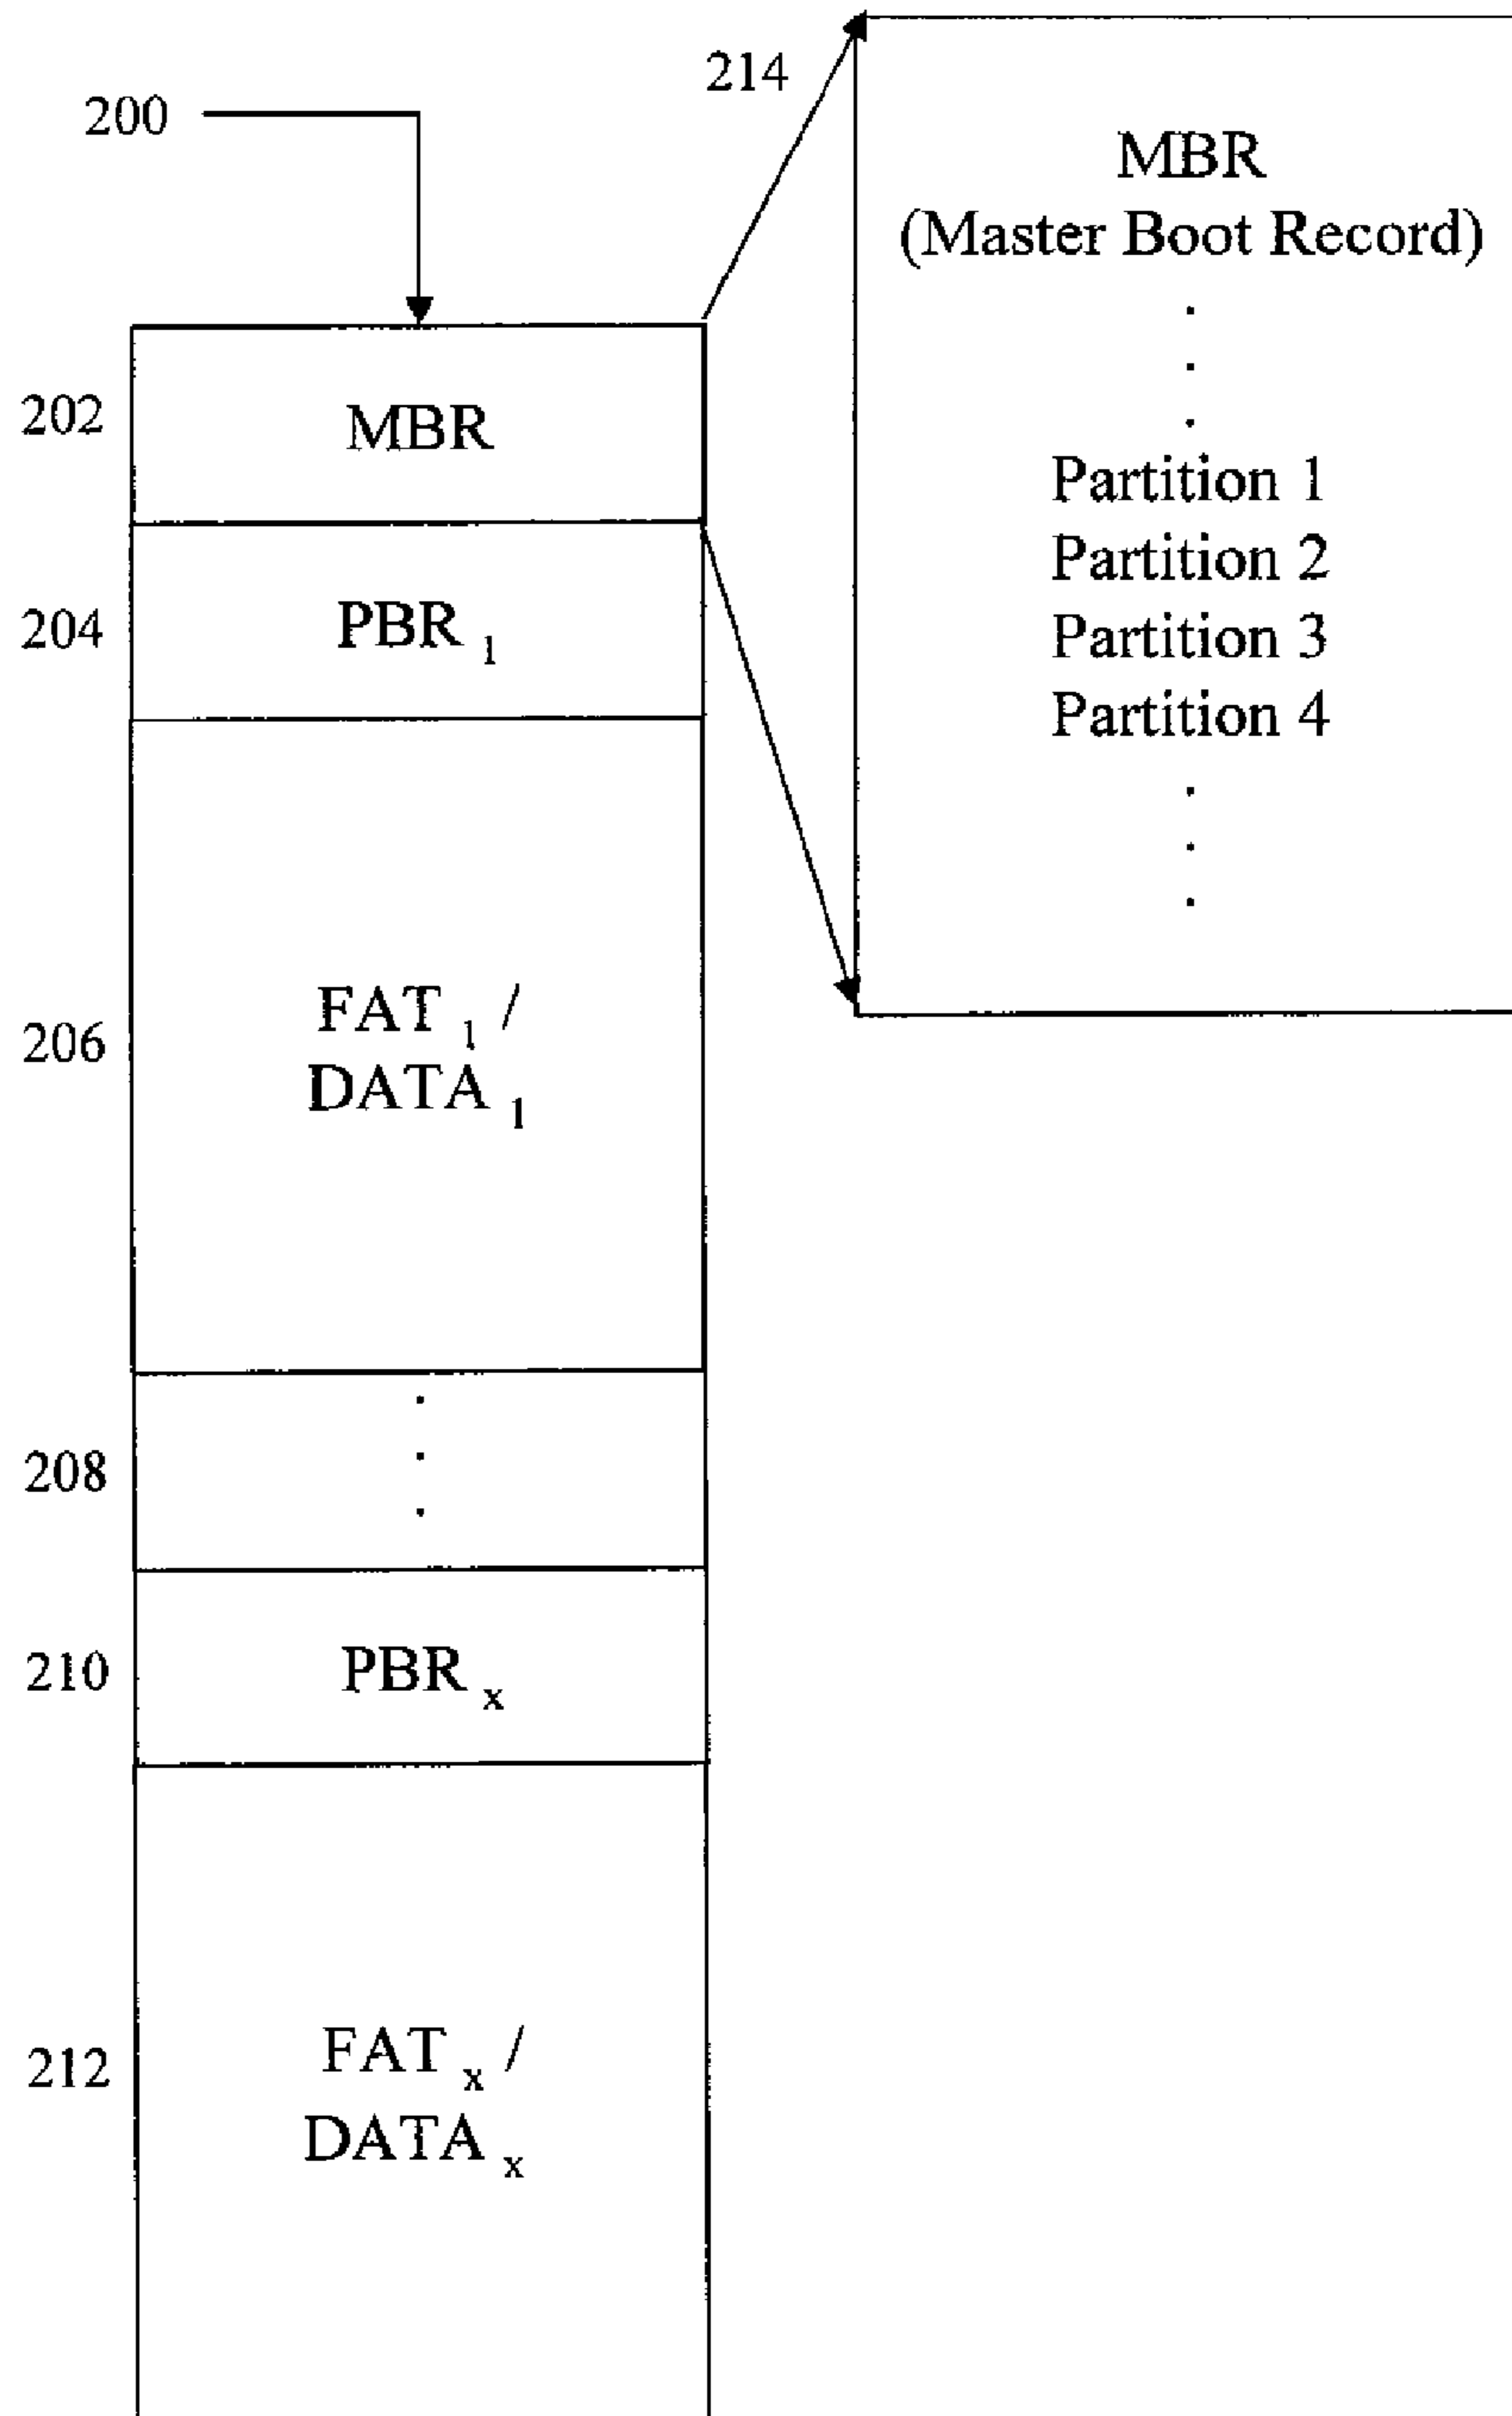 200
214
MBR
(Master Boot Record)
.
.
.
Partition 1
Partition 2
Partition 3
Partition 4
.
.
.
202
MBR
204
PBR 1
206
FAT 1 /
DATA 1
208
.
.
.
210
PBR x
212
FAT x /
DATA x